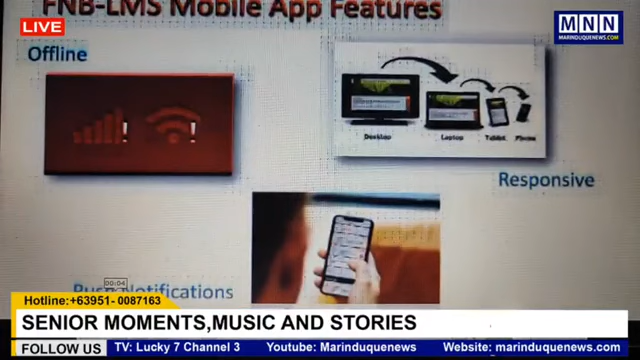 FNB-LMS Mobile App Features
LIVE
MNN
MARINDUQUENEWS.COM
Offline
Desktop
Laptop
Tablet
Phone
Responsive
00:04
Push Notifications
Hotline:+63951- 0087163
SENIOR MOMENTS,MUSIC AND STORIES
FOLLOW US
TV: Lucky 7 Channel 3
Youtube: Marinduquenews
Website: marinduquenews.com